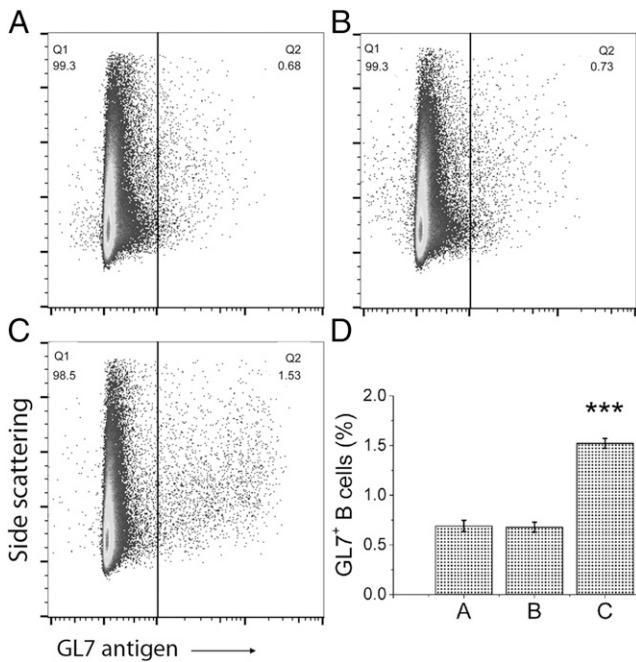 A
Q1
99.3
Q2
0.68
B
Q1
99.3
Q2
0.73
C
Q1
98.5
Q2
1.53
Side scattering
GL7 antigen
D
GL7+ B cells (%)
2.0
1.5
1.0
0.5
0.0
***
A B C